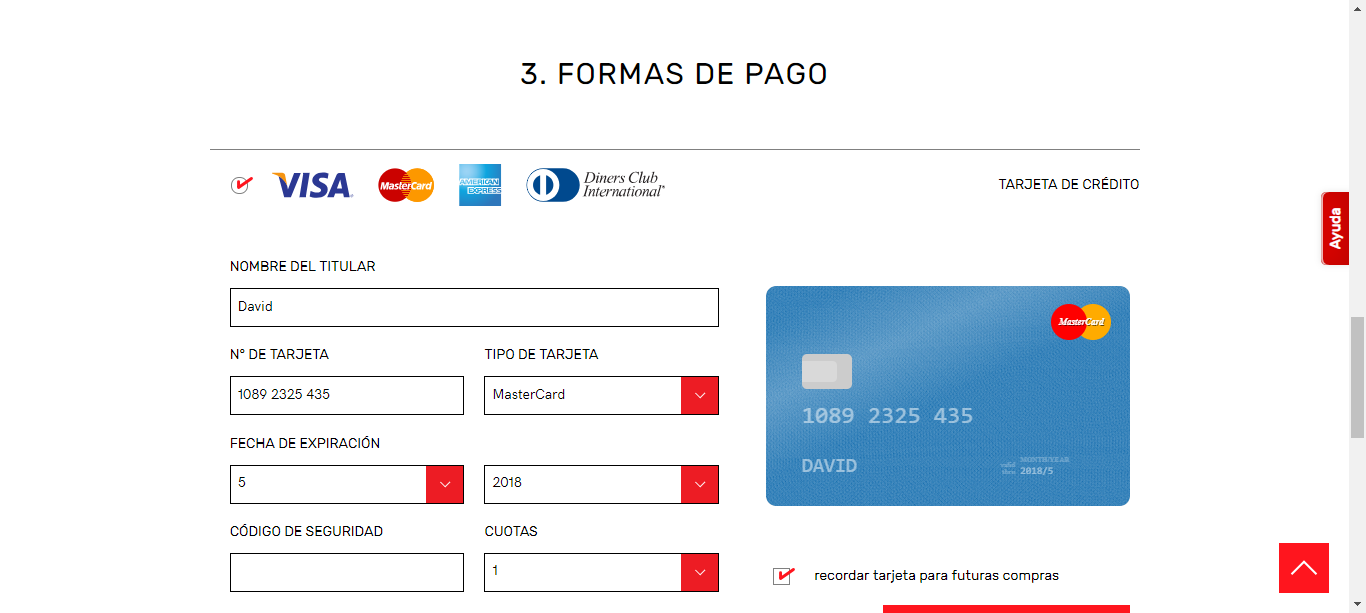 3. FORMAS DE PAGO
VISA MasterCard AMERICAN EXPRESS Diners Club International®
TARJETA DE CRÉDITO
Ayuda
NOMBRE DEL TITULAR
David
N° DE TARJETA
TIPO DE TARJETA
1089 2325 435
MasterCard
FECHA DE EXPIRACIÓN
5
2018
CÓDIGO DE SEGURIDAD
CUOTAS
1
MasterCard
1089 2325 435
DAVID
MONTH/YEAR
valid thru
2018/5
recordar tarjeta para futuras compras